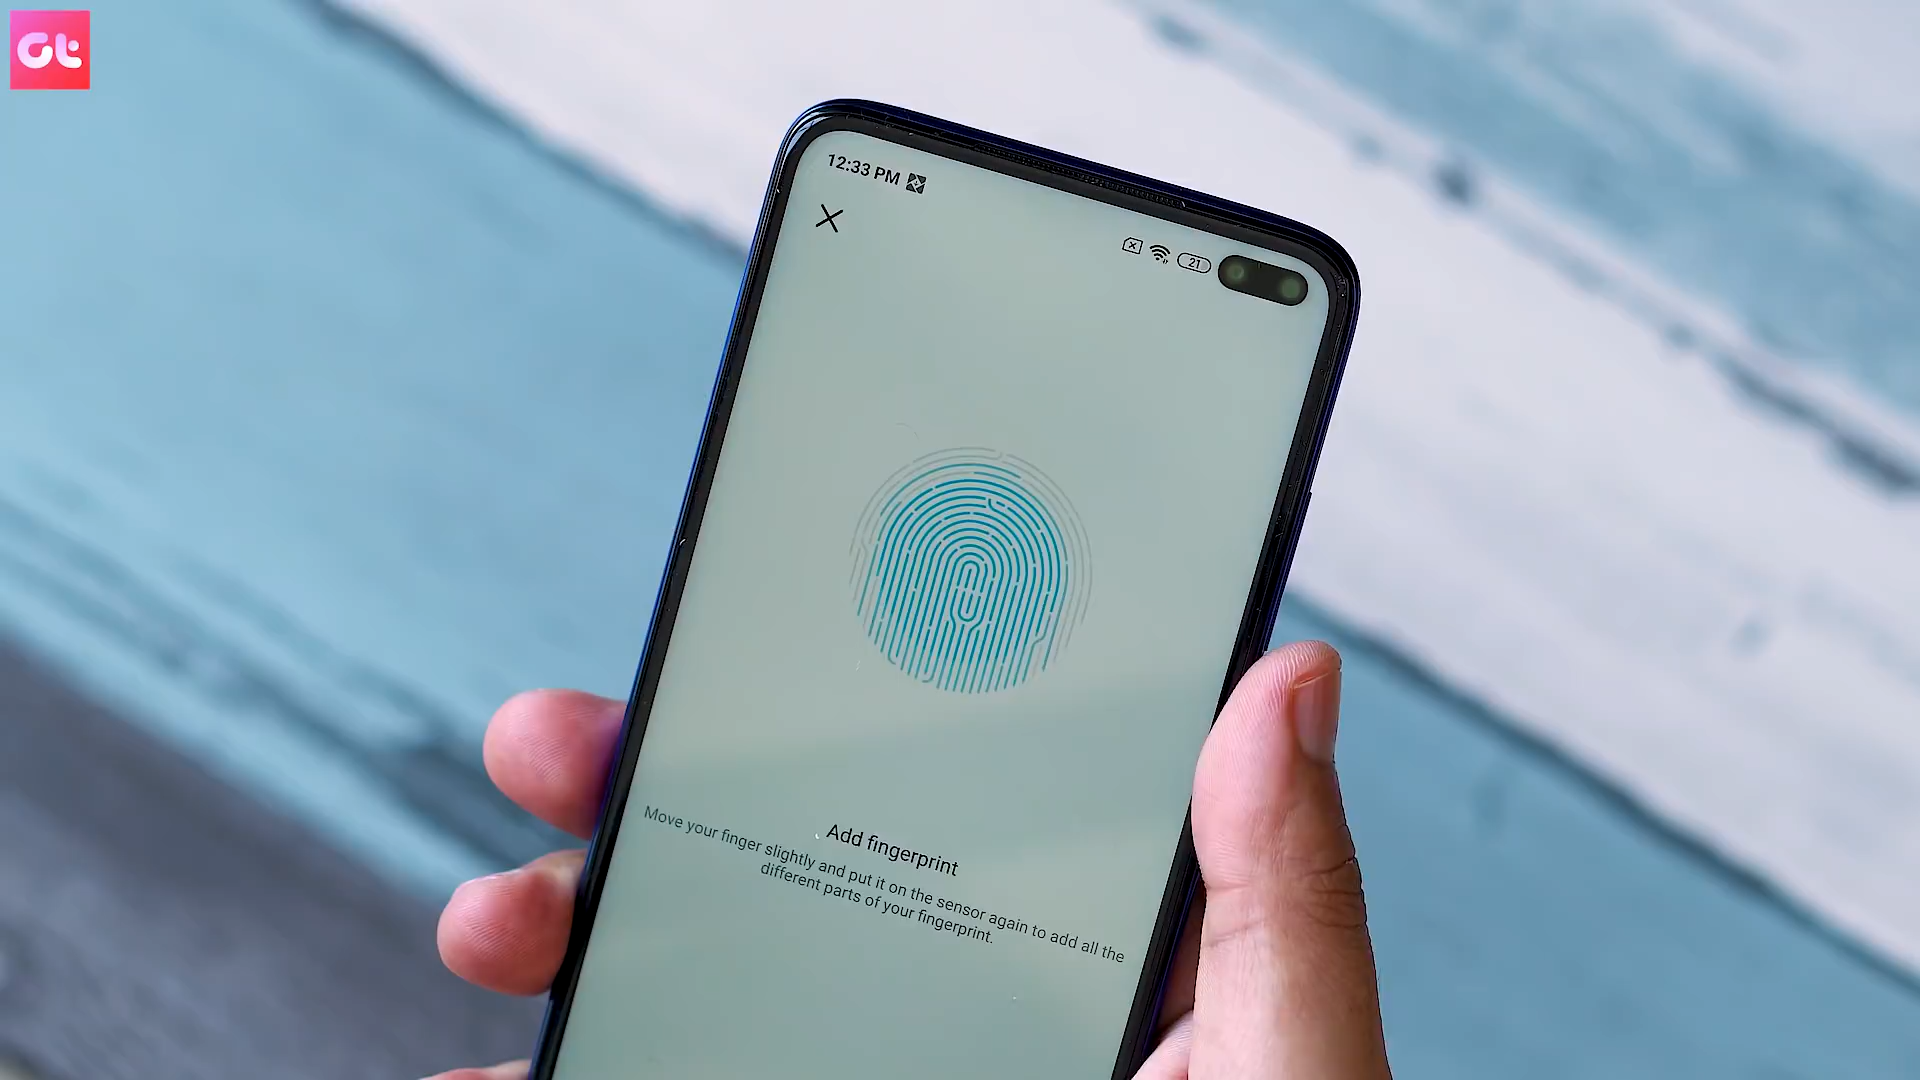 Gt
12:33 PM
21
Add fingerprint
Move your finger slightly and put it on the sensor again to add all the
different parts of your fingerprint.